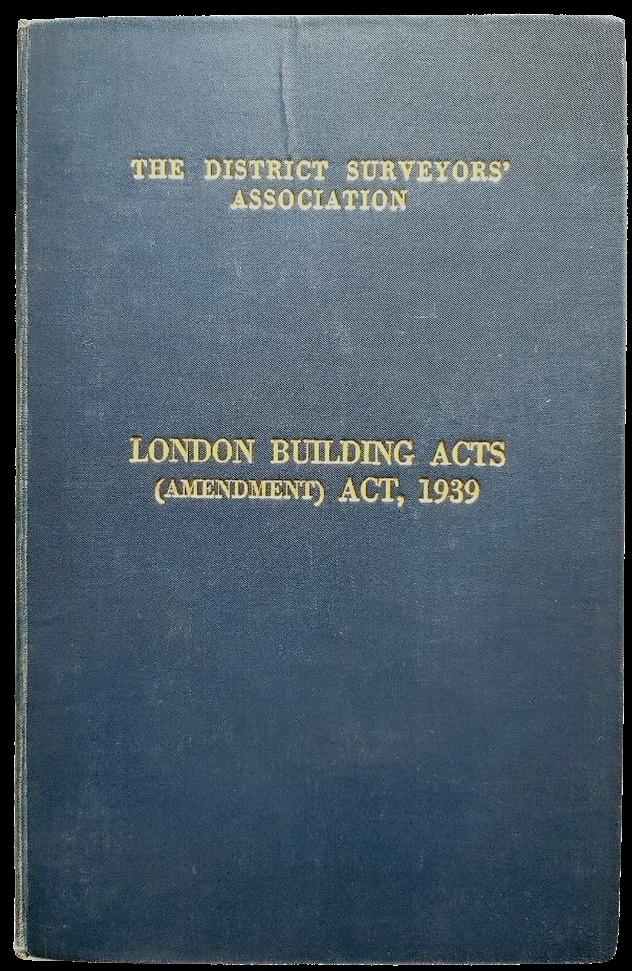 THE DISTRICT SURVEYORS'
ASSOCIATION
LONDON BUILDING ACTS
(AMENDMENT) ACT, 1939